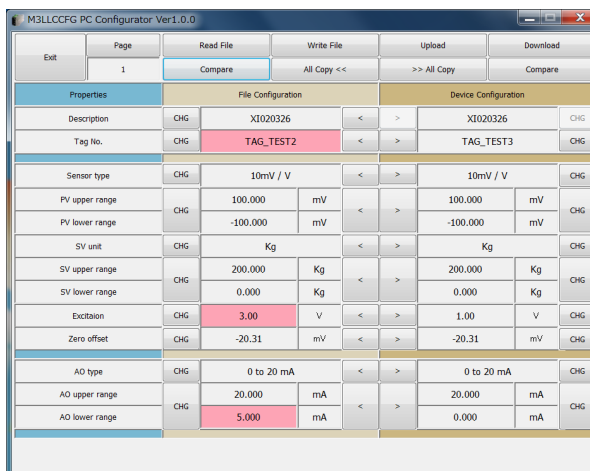 M3LLCCFG PC Configurator Ver1.0.0
Exit Page Read File Write File Upload Download
1 Compare All Copy << >> All Copy Compare
Properties File Configuration Device Configuration
Description CHG XI020326 < > XI020326 CHG
Tag No. CHG TAG_TEST2 < > TAG_TEST3 CHG
Sensor type CHG 10mV / V < > 10mV / V CHG
PV upper range CHG 100.000 mV < > 100.000 mV CHG
PV lower range -100.000 mV -100.000 mV
SV unit CHG Kg < > Kg CHG
SV upper range CHG 200.000 Kg < > 200.000 Kg CHG
SV lower range 0.000 Kg 0.000 Kg
Excitaion CHG 3.00 V < > 1.00 V CHG
Zero offset CHG -20.31 mV < > -20.31 mV CHG
AO type CHG 0 to 20 mA < > 0 to 20 mA CHG
AO upper range CHG 20.000 mA < > 20.000 mA CHG
AO lower range 5.000 mA 0.000 mA